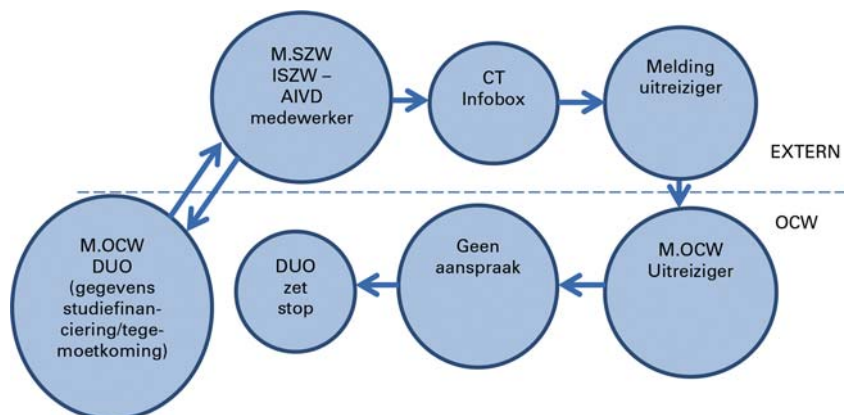 M.SZW
ISZW –
AIVD
medewerker
CT
Infobox
Melding
uitreiziger
EXTERN
OCW
M.OCW
DUO
(gegevens
studiefinan-
ciering/tege-
moetkoming)
DUO
zet
stop
Geen
aanspraak
M.OCW
Uitreiziger